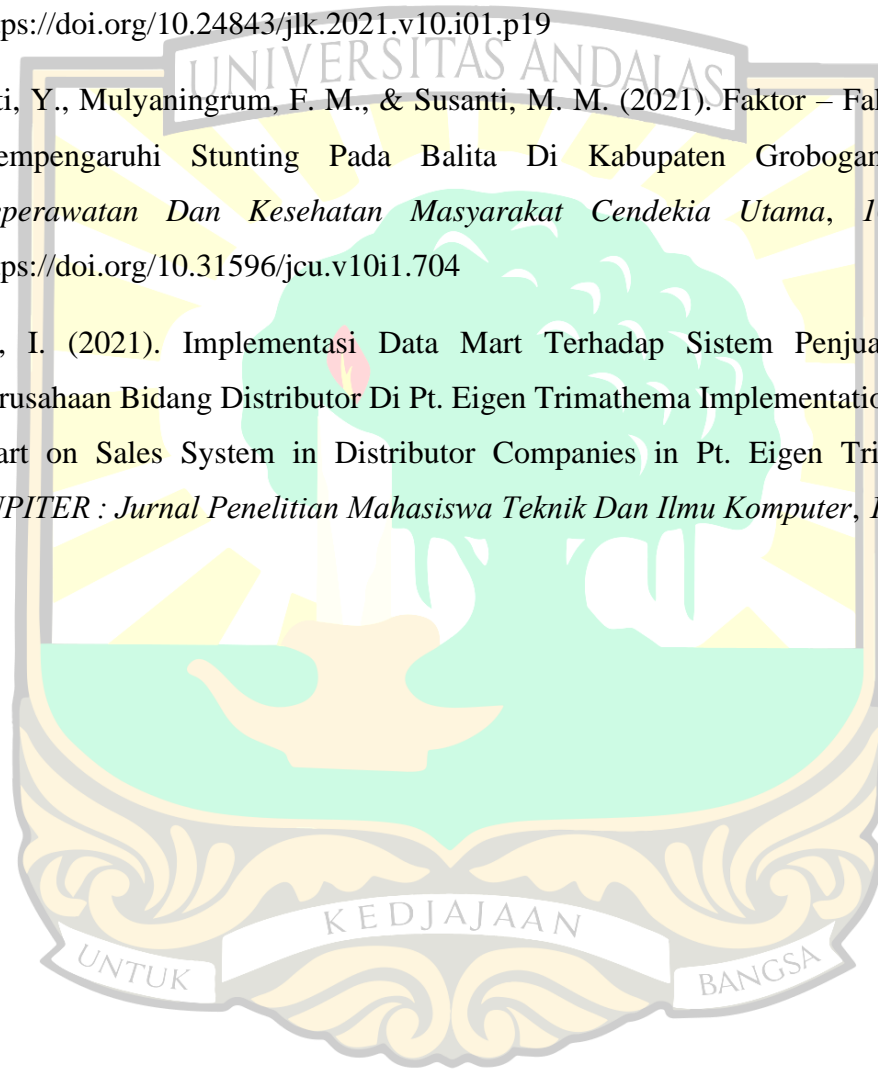 ps://doi.org/10.24843/jlk.2021.v10.i01.p19
UNIVERSITAS ANDALAS
ti, Y., Mulyaningrum, F. M., & Susanti, M. M. (2021). Faktor – Fak
empengaruhi Stunting Pada Balita Di Kabupaten Grobogan
perawatan Dan Kesehatan Masyarakat Cendekia Utama, 1
ps://doi.org/10.31596/jcu.v10i1.704
, I. (2021). Implementasi Data Mart Terhadap Sistem Penjua
rusahaan Bidang Distributor Di Pt. Eigen Trimathema Implementatio
art on Sales System in Distributor Companies in Pt. Eigen Tri
UPITER : Jurnal Penelitian Mahasiswa Teknik Dan Ilmu Komputer, 1
KEDJAJAAN
UNTUK
BANGSA